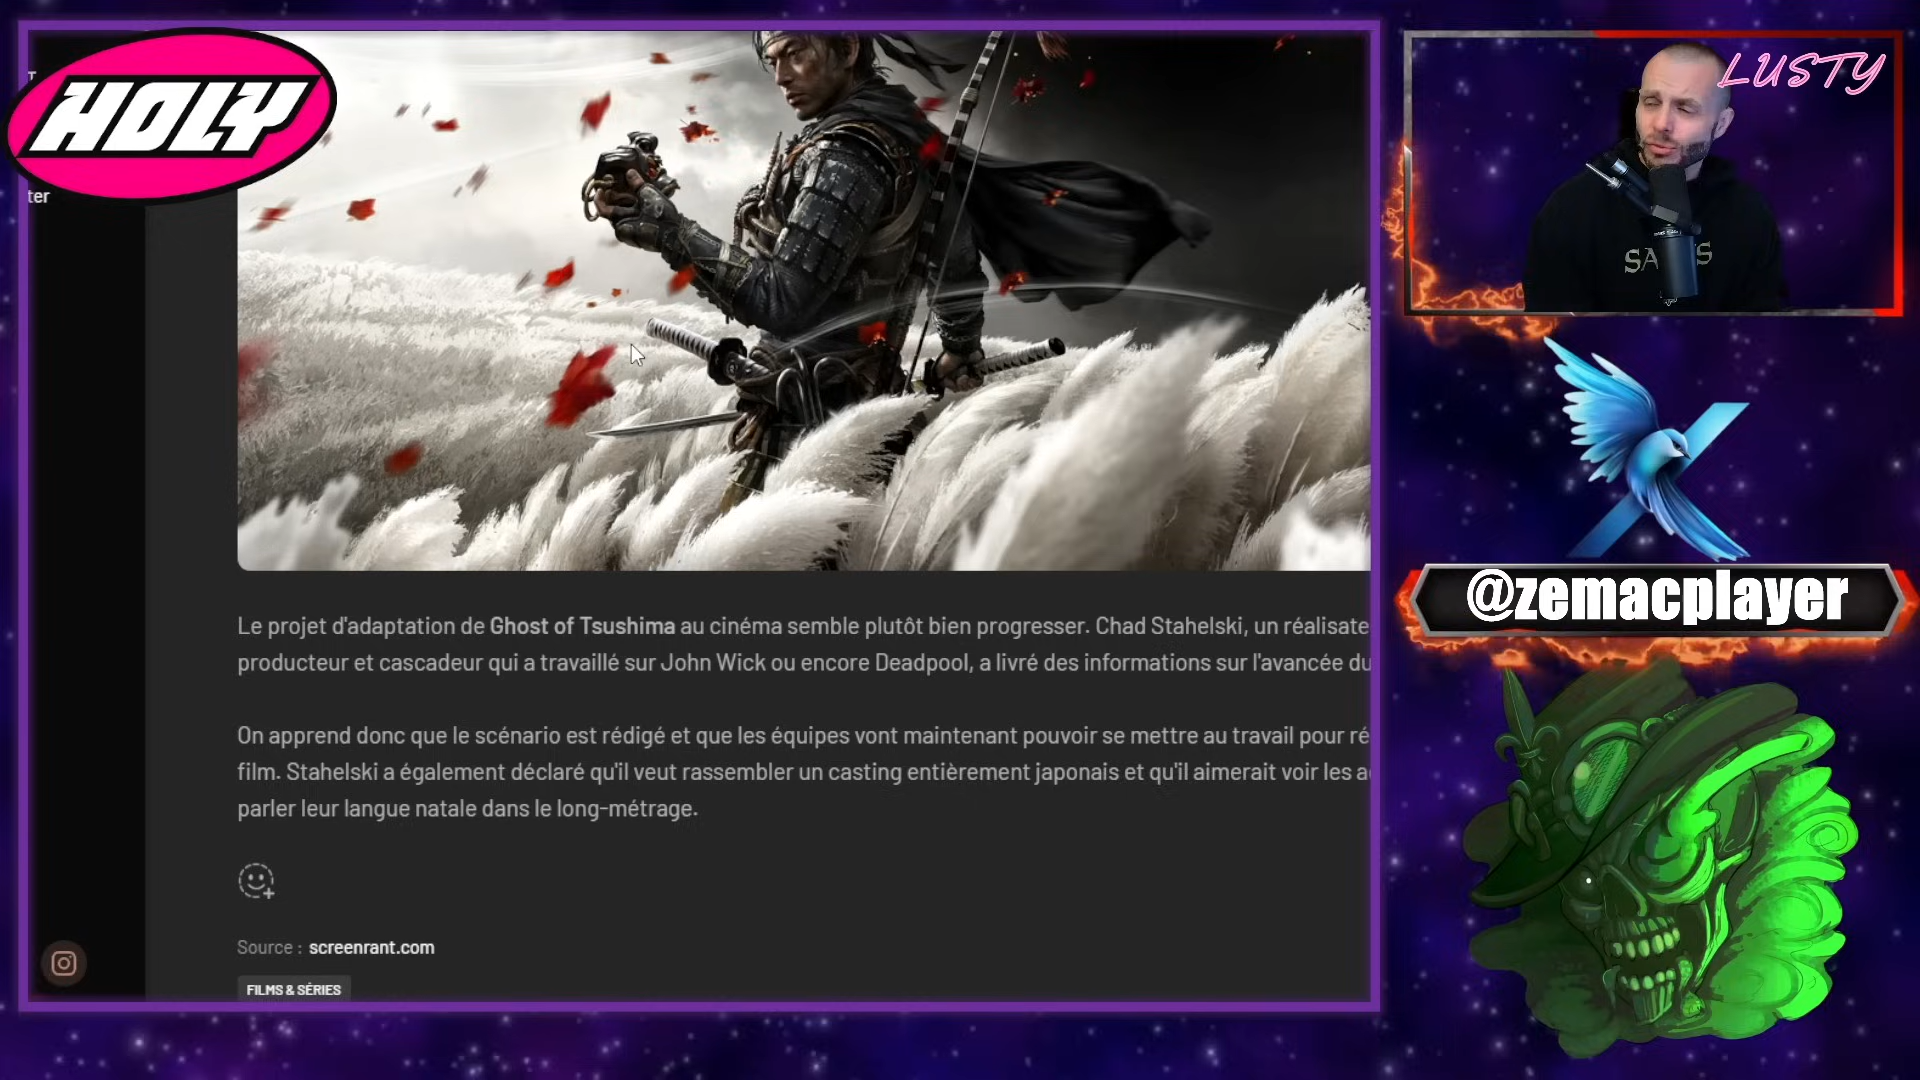 HOLY
LUSTY
ter
SA S
@zemacplayer
Le projet d'adaptation de Ghost of Tsushima au cinéma semble plutôt bien progresser. Chad Stahelski, un réalisate
producteur et cascadeur qui a travaillé sur John Wick ou encore Deadpool, a livré des informations sur l'avancée du
On apprend donc que le scénario est rédigé et que les équipes vont maintenant pouvoir se mettre au travail pour ré
film. Stahelski a également déclaré qu'il veut rassembler un casting entièrement japonais et qu'il aimerait voir les a
parler leur langue natale dans le long-métrage.
Source : screenrant.com
FILMS & SÉRIES